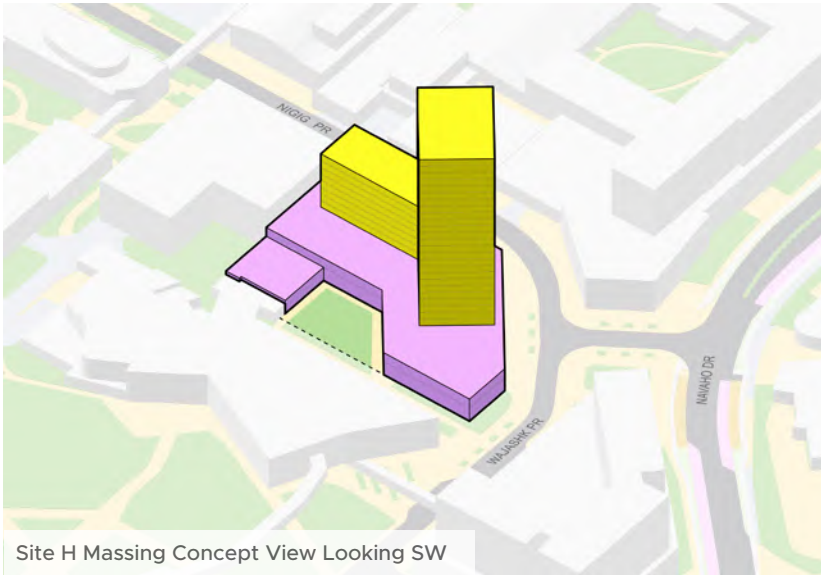 NIGIG PR
NAVAHO DR
WAJASHK PR
Site H Massing Concept View Looking SW